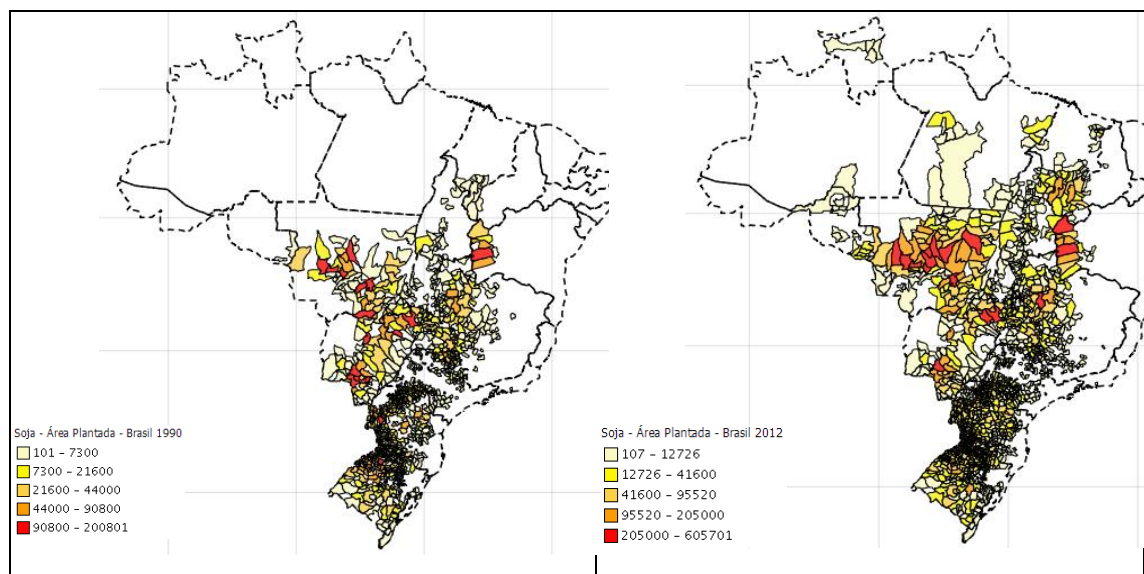 Soja - Área Plantada - Brasil 1990
101 – 7300
7300 – 21600
21600 – 44000
44000 – 90800
90800 – 200801
Soja - Área Plantada - Brasil 2012
107 – 12726
12726 – 41600
41600 – 95520
95520 – 205000
205000 – 605701